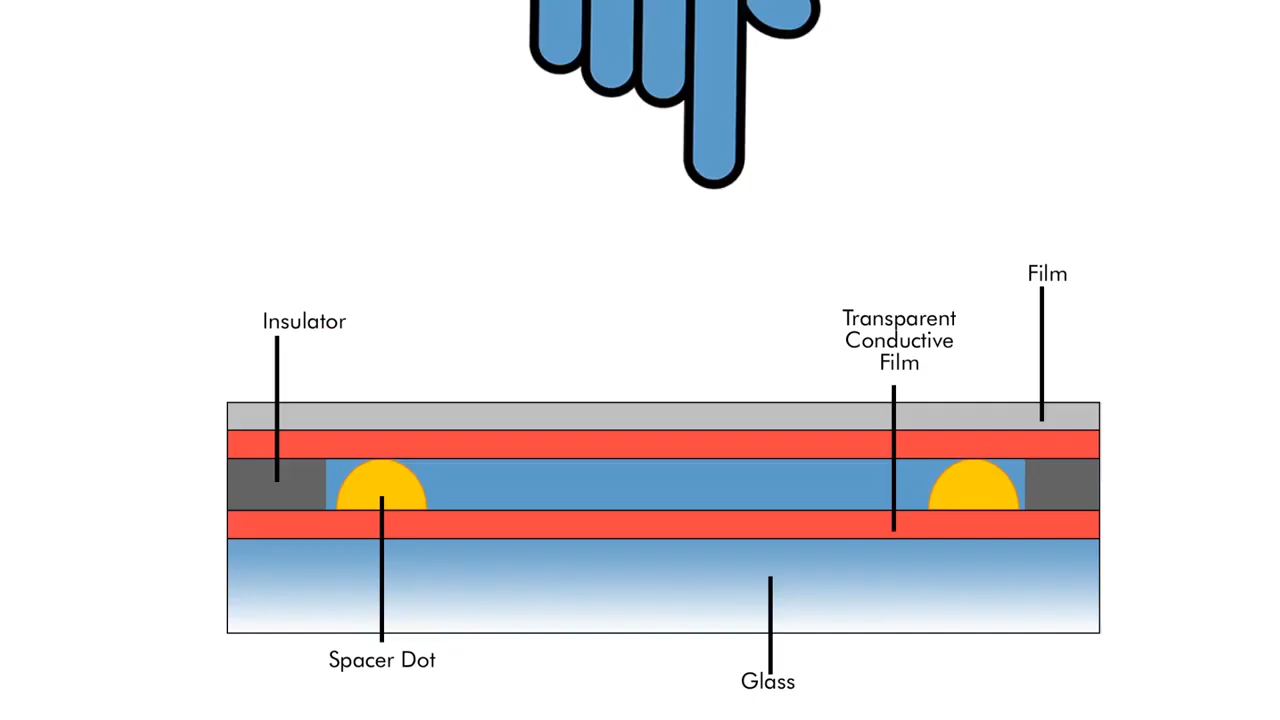 Film
Insulator
Transparent
Conductive
Film
Spacer Dot
Glass